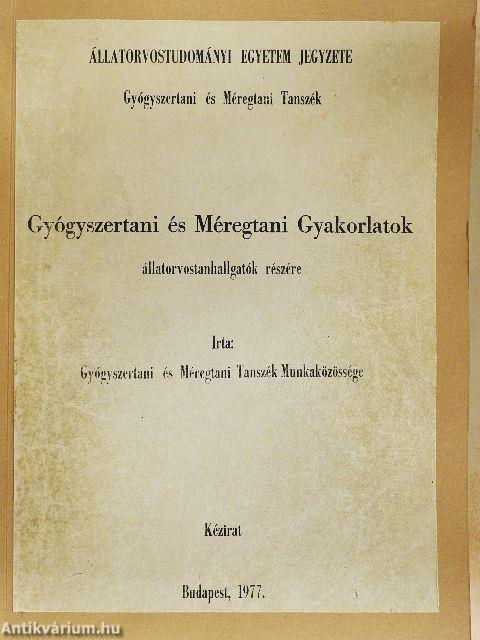 ÁLLATORVOSTUDOMÁNYI EGYETEM JEGYZETE
Gyógyszertani és Méregtani Tanszék
Gyógyszertani és Méregtani Gyakorlatok
állatorvostanhallgatók részére
Irta:
Gyógyszertani és Méregtani Tanszék Munkaközössége
Kézirat
Budapest, 1977.
Antikvárium.hu